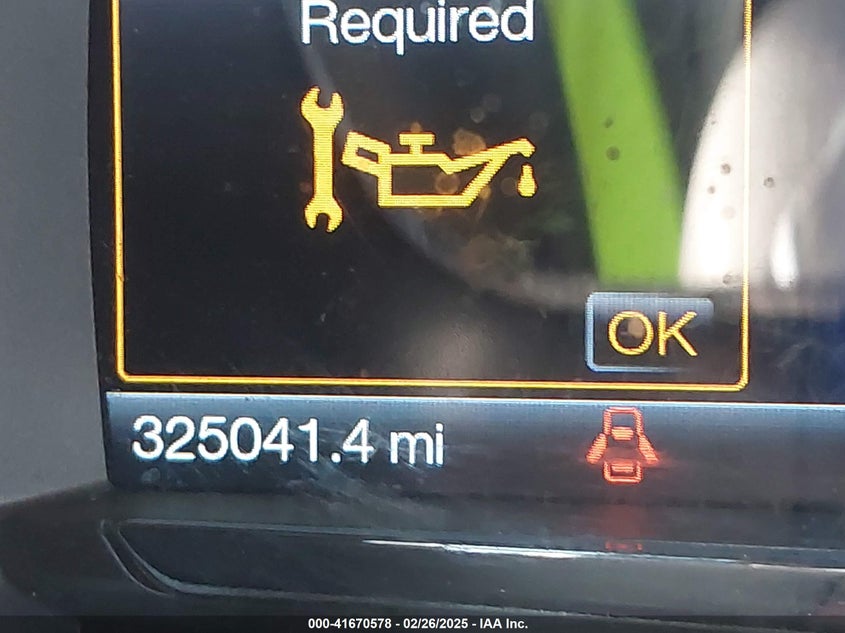 Required
OK
325041.4 mi
000-41670578 - 02/26/2025 - IAA Inc.